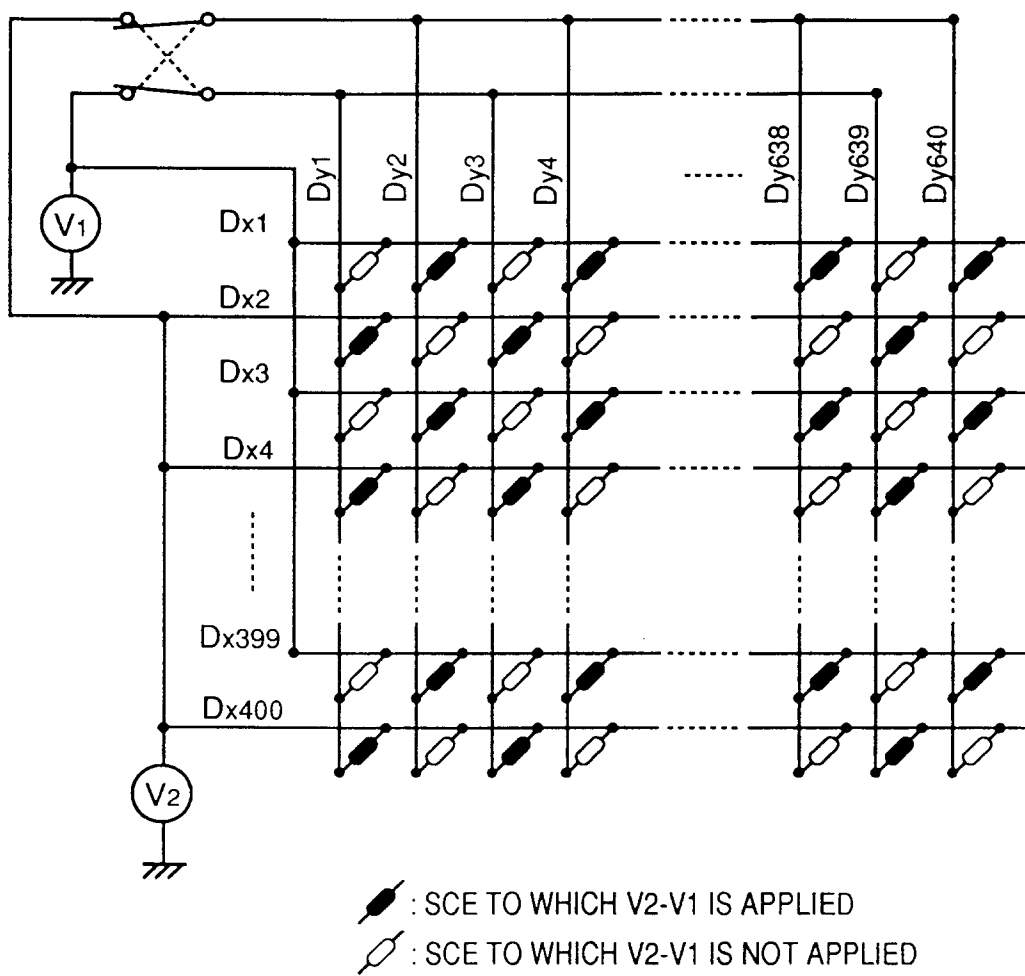 Dy1
Dy2
Dy3
Dy4
Dy638
Dy639
Dy640
V1
Dx1
Dx2
Dx3
Dx4
Dx399
Dx400
V2
: SCE TO WHICH V2-V1 IS APPLIED
: SCE TO WHICH V2-V1 IS NOT APPLIED